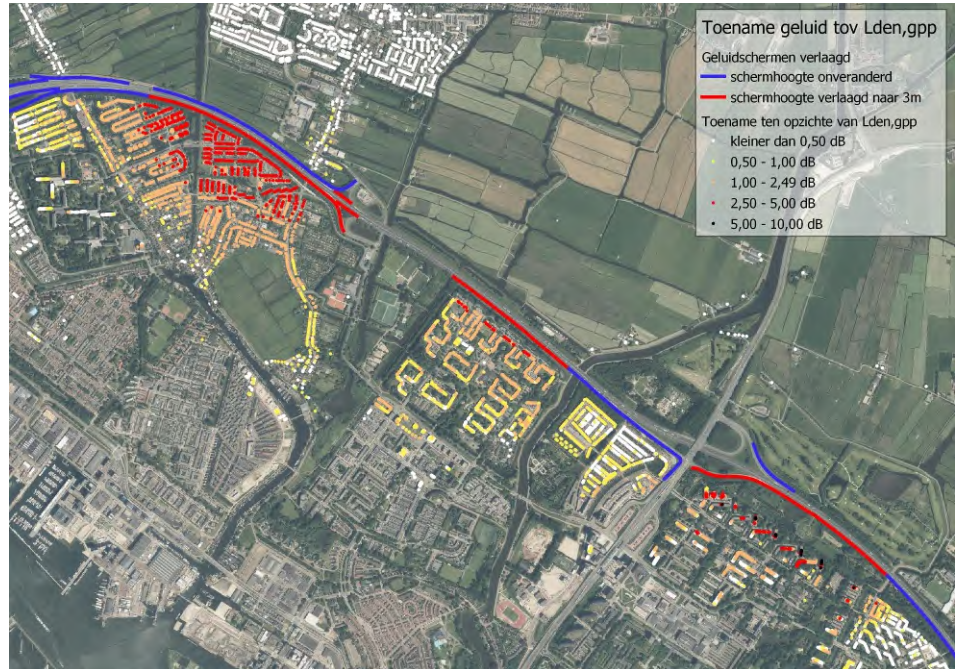 Toename geluid tov Lden,gpp
Geluidschermen verlaagd
schermhoogte onveranderd
schermhoogte verlaagd naar 3m
Toename ten opzichte van Lden,gpp
kleiner dan 0,50 dB
0,50 - 1,00 dB
1,00 - 2,49 dB
2,50 - 5,00 dB
5,00 - 10,00 dB